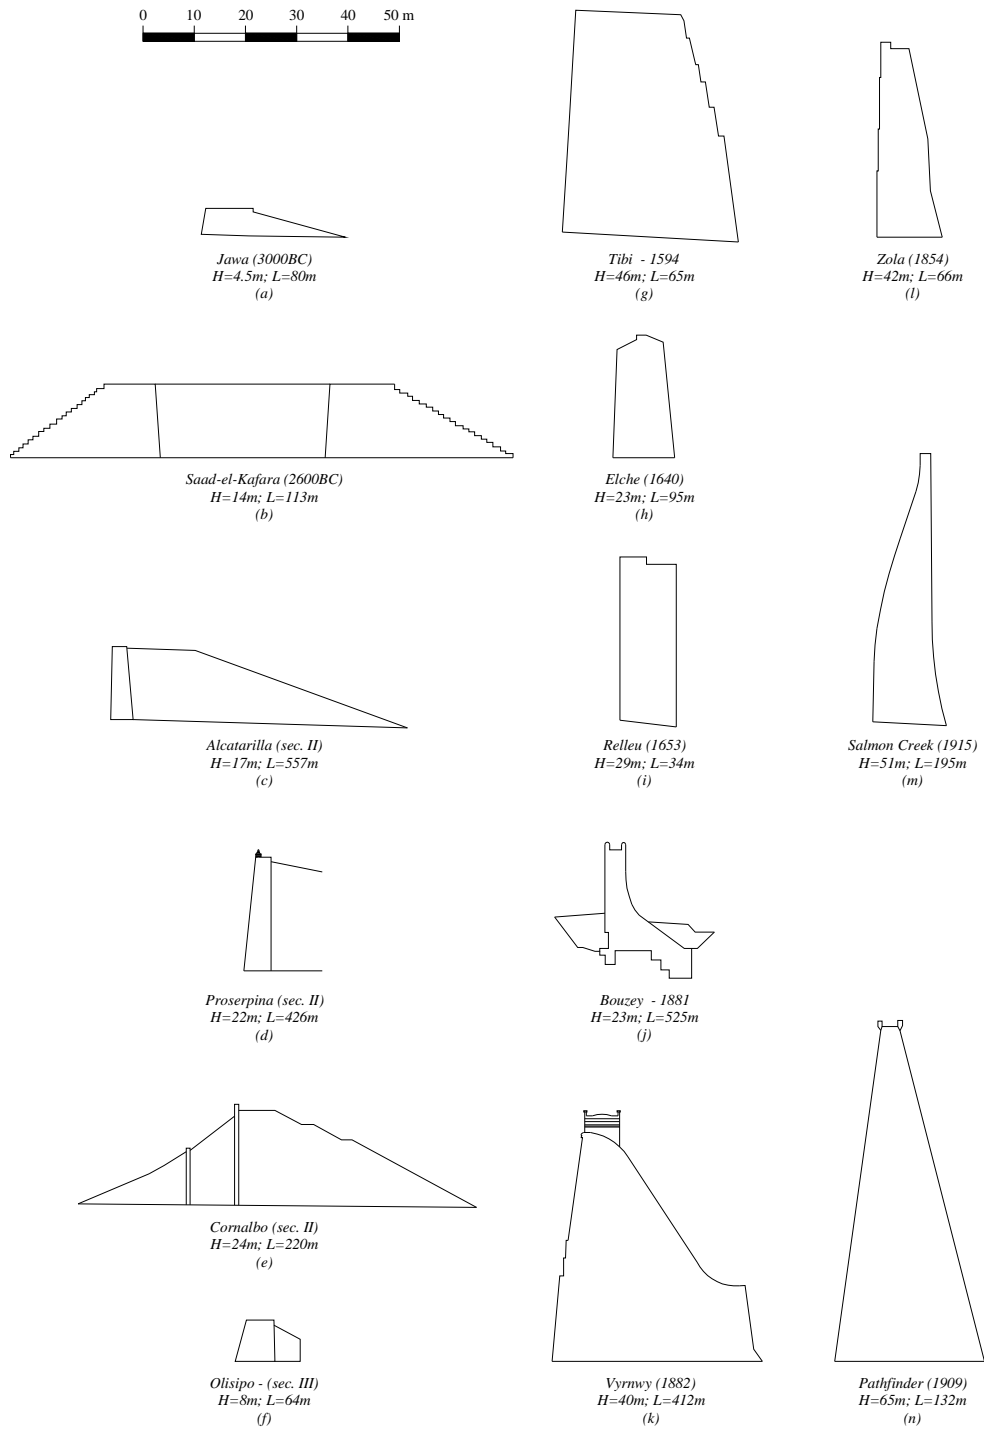 0 10 20 30 40 50 m
Jawa (3000BC)
H=4.5m; L=80m
(a)
Saad-el-Kafara (2600BC)
H=14m; L=113m
(b)
Alcatarilla (sec. II)
H=17m; L=557m
(c)
Proserpina (sec. II)
H=22m; L=426m
(d)
Cornalbo (sec. II)
H=24m; L=220m
(e)
Olisipo - (sec. III)
H=8m; L=64m
(f)
Tibi - 1594
H=46m; L=65m
(g)
Elche (1640)
H=23m; L=95m
(h)
Relleu (1653)
H=29m; L=34m
(i)
Bouzey - 1881
H=23m; L=525m
(j)
Vyrnwy (1882)
H=40m; L=412m
(k)
Zola (1854)
H=42m; L=66m
(l)
Salmon Creek (1915)
H=51m; L=195m
(m)
Pathfinder (1909)
H=65m; L=132m
(n)